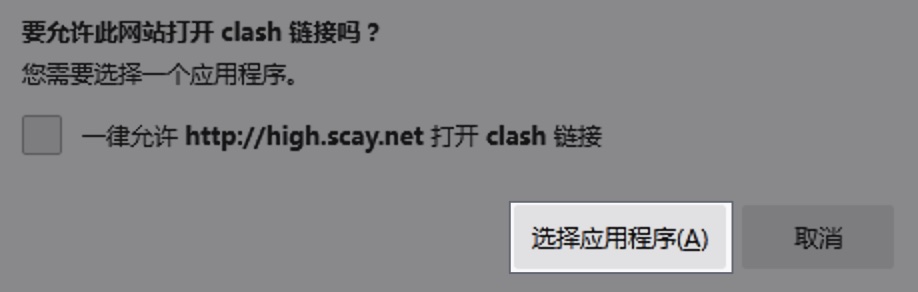 要允许此网站打开 clash 链接吗？
您需要选择一个应用程序。
一律允许 http://high.scay.net 打开 clash 链接
选择应用程序(A) 取消